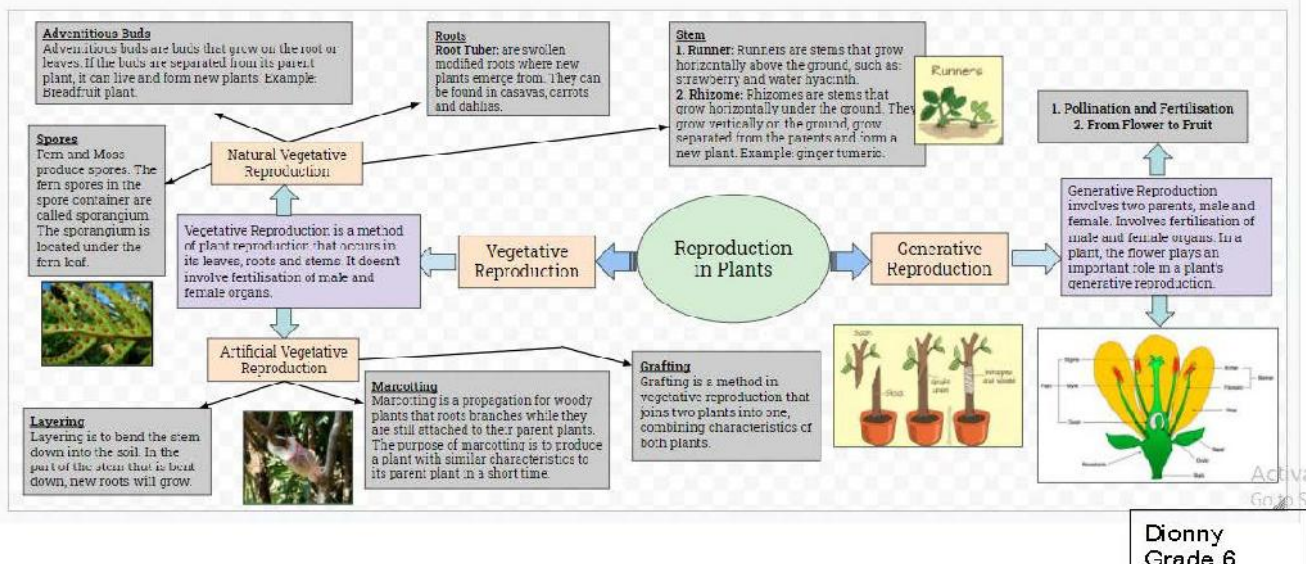 Adventitious Buds
Adventitious buds are buds that grow on the root or
leaves. If the buds are separated from its parent
plant, it can live and form new plants. Example:
Breadfruit plant.
Roots
Root Tuber: are swollen
modified roots where new
plants emerge from. They can
be found in casavas, carrots
and dahlias.
Stem
1. Runner: Runners are stems that grow
horizontally above the ground, such as:
strawberry and water hyacinth.
2. Rhizome: Rhizomes are stems that
grow horizontally under the ground. They
grow vertically on the ground, grow
separated from the parents and form a
new plant. Example: ginger tumeric.
Runners
1. Pollination and Fertilisation
2. From Flower to Fruit
Spores
Fern and Moss
produce spores. The
fern spores in the
spore container are
called sporangium
The sporangium is
located under the
fern leaf.
Natural Vegetative
Reproduction
Vegetative Reproduction is a method
of plant reproduction that occurs in
its leaves, roots and stems. It doesn't
involve fertilisation of male and
female organs.
Vegetative
Reproduction
Reproduction
in Plants
Generative
Reproduction
Generative Reproduction
involves two parents, male and
female. Involves fertilisation of
male and female organs. In a
plant, the flower plays an
important role in a plant's
generative reproduction.
Artificial Vegetative
Reproduction
Layering
Layering is to bend the stem
down into the soil. In the
part of the stem that is bent
down, new roots will grow.
Marcotting
Marcotting is a propagation for woody
plants that roots branches while they
are still attached to their parent plants.
The purpose of marcotting is to produce
a plant with similar characteristics to
its parent plant in a short time.
Grafting
Grafting is a method in
vegetative reproduction that
joins two plants into one,
combining characteristics of
both plants.
Scion
Stock
Activa
Go to S
Dionny
Grade 6